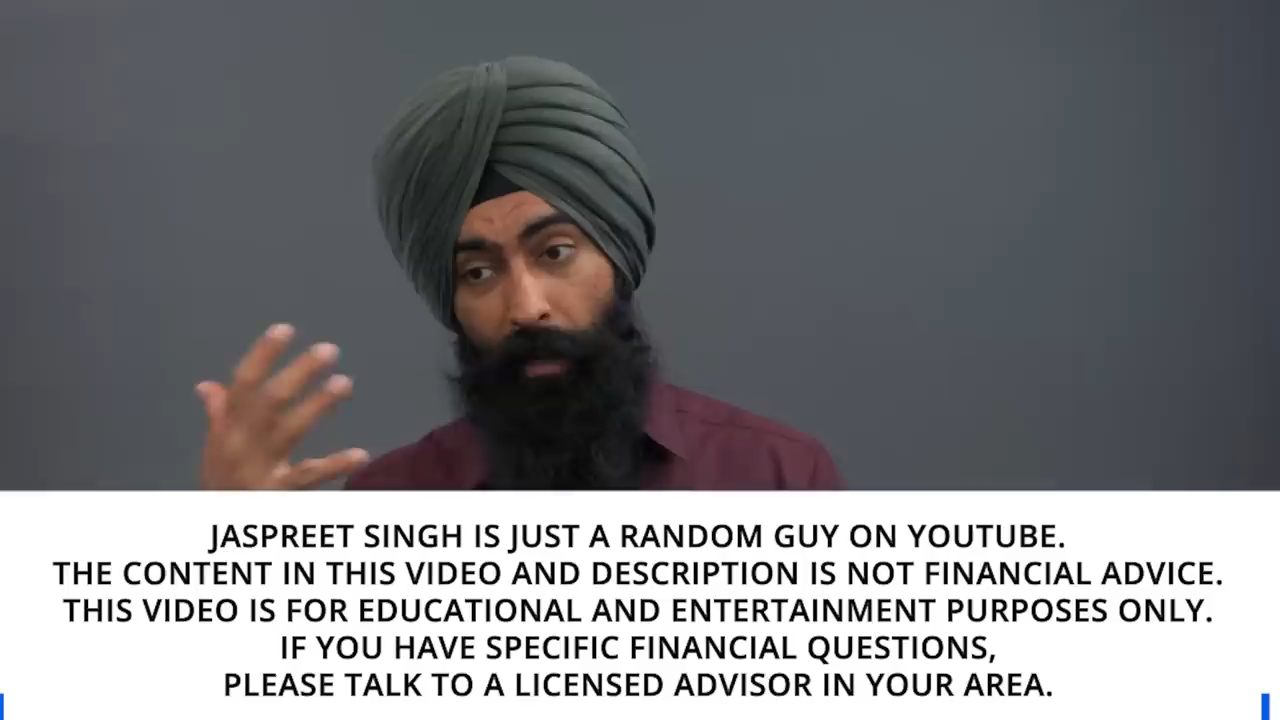 JASPREET SINGH IS JUST A RANDOM GUY ON YOUTUBE.
THE CONTENT IN THIS VIDEO AND DESCRIPTION IS NOT FINANCIAL ADVICE.
THIS VIDEO IS FOR EDUCATIONAL AND ENTERTAINMENT PURPOSES ONLY.
IF YOU HAVE SPECIFIC FINANCIAL QUESTIONS,
PLEASE TALK TO A LICENSED ADVISOR IN YOUR AREA.